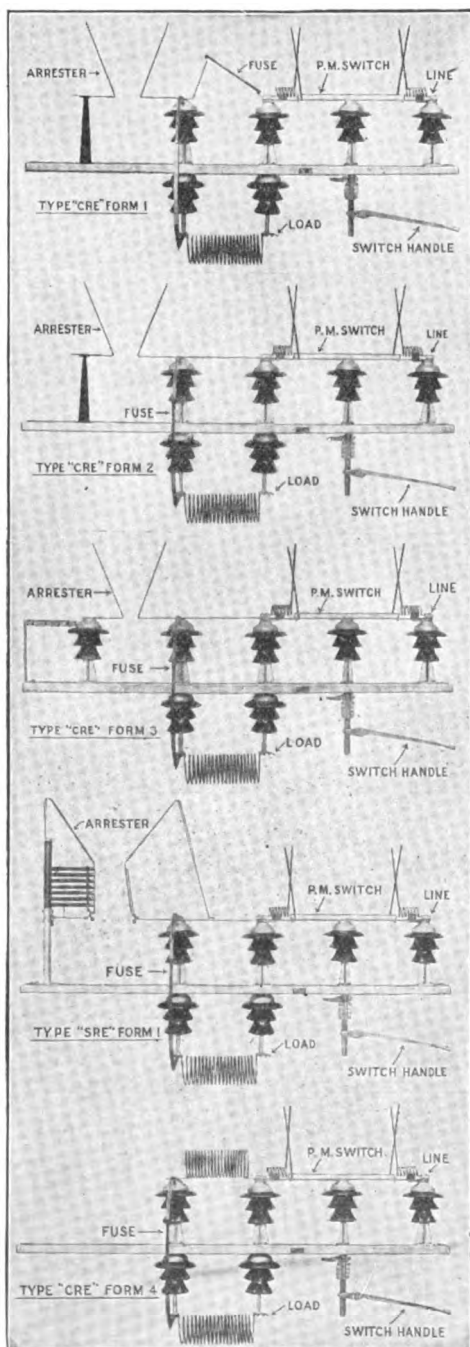 ARRESTER
FUSE
P.M. SWITCH
LINE
TYPE "CRE" FORM 1
LOAD
SWITCH HANDLE
ARRESTER
P.M. SWITCH
LINE
FUSE
TYPE "CRE" FORM 2
LOAD
SWITCH HANDLE
ARRESTER
P.M. SWITCH
LINE
FUSE
TYPE "CRE" FORM 3
LOAD
SWITCH HANDLE
ARRESTER
P.M. SWITCH
LINE
FUSE
TYPE "SRE" FORM 1
LOAD
SWITCH HANDLE
P.M. SWITCH
LINE
FUSE
TYPE "CRE" FORM 4
LOAD
SWITCH HANDLE